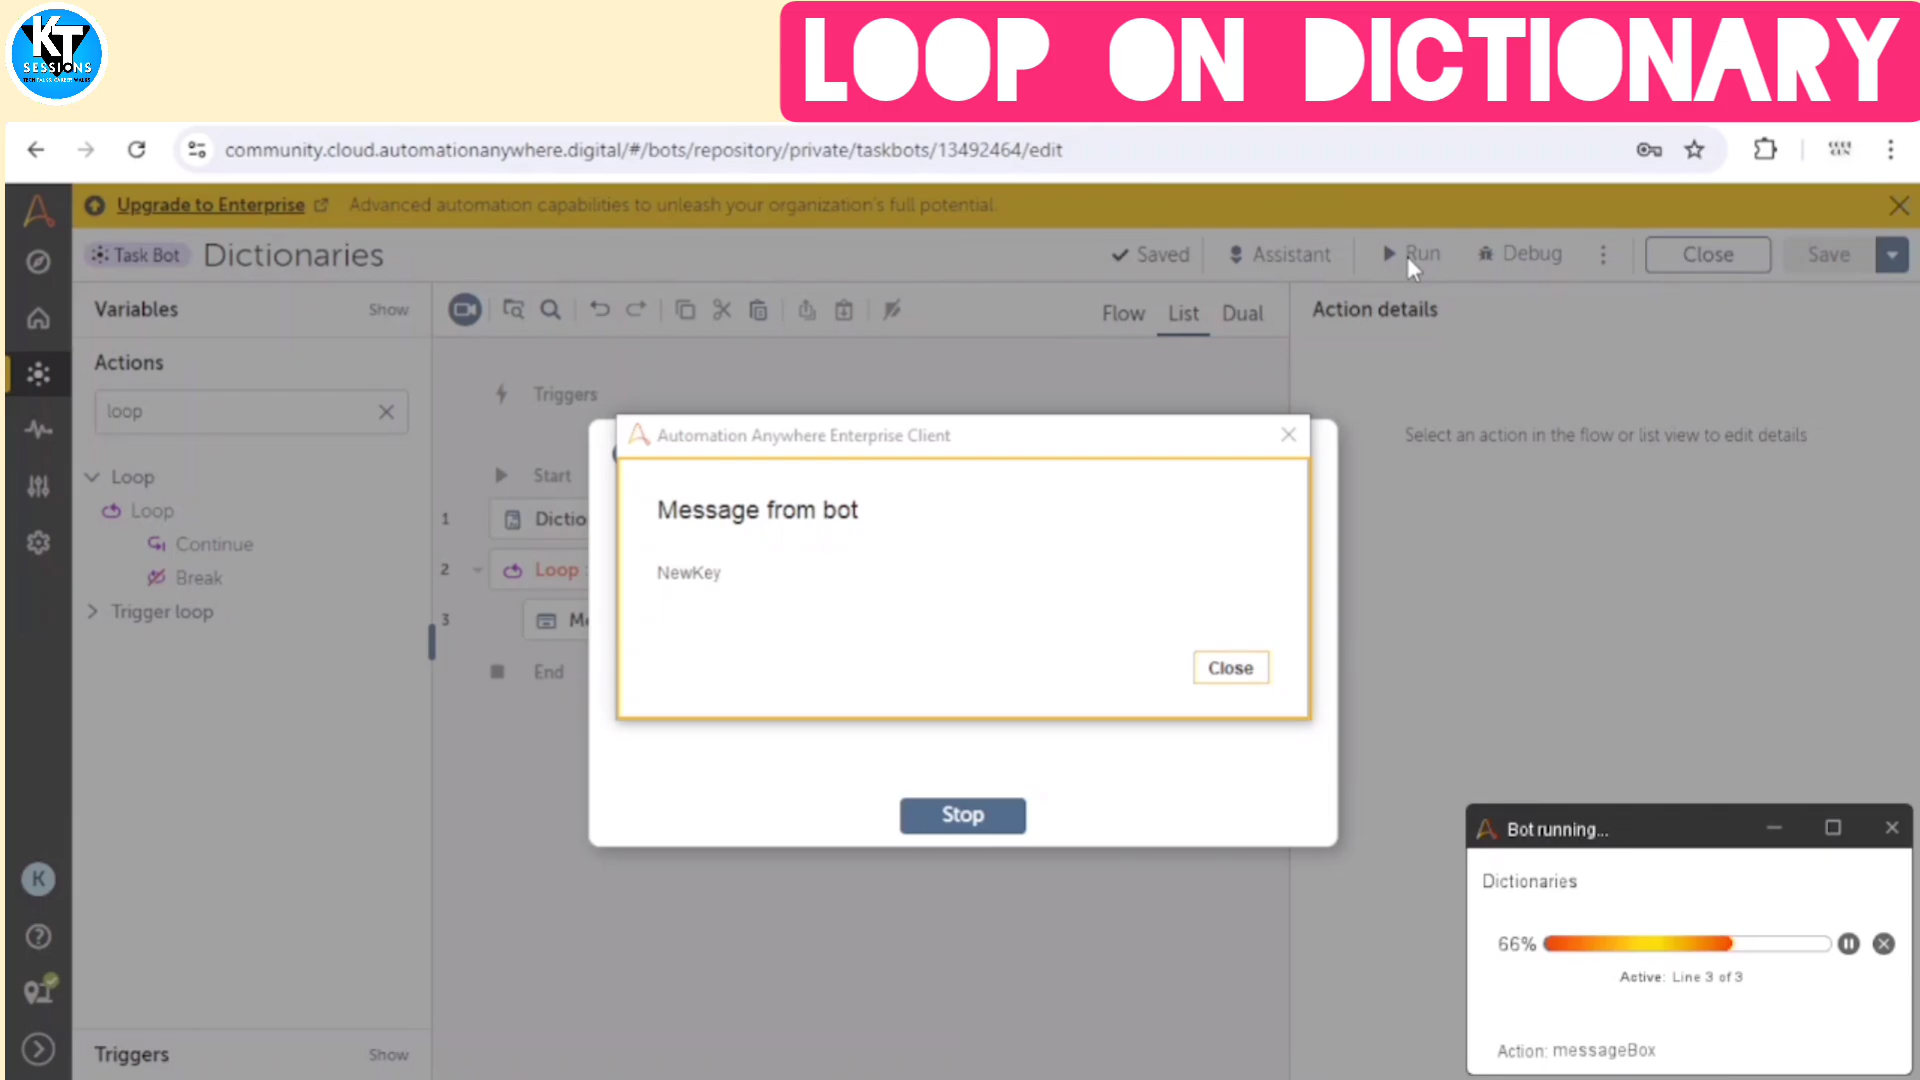 KT
SESSIONS
TECH TALKS, CAREER WALKS
LOOP ON DICTIONARY
community.cloud.automationanywhere.digital/#/bots/repository/private/taskbots/13492464/edit
Upgrade to Enterprise Advanced automation capabilities to unleash your organization's full potential.
Task Bot Dictionaries Saved Assistant Run Debug Close Save
Variables Show Flow List Dual Action details
Actions
loop
Triggers
Select an action in the flow or list view to edit details
Automation Anywhere Enterprise Client
Loop
Start
Message from bot
Loop
1 Dictio
Continue
2 Loop :
NewKey
Break
Trigger loop
3 Me
End
Close
Stop
Bot running...
K
Dictionaries
66%
Active: Line 3 of 3
Triggers Show
Action: messageBox